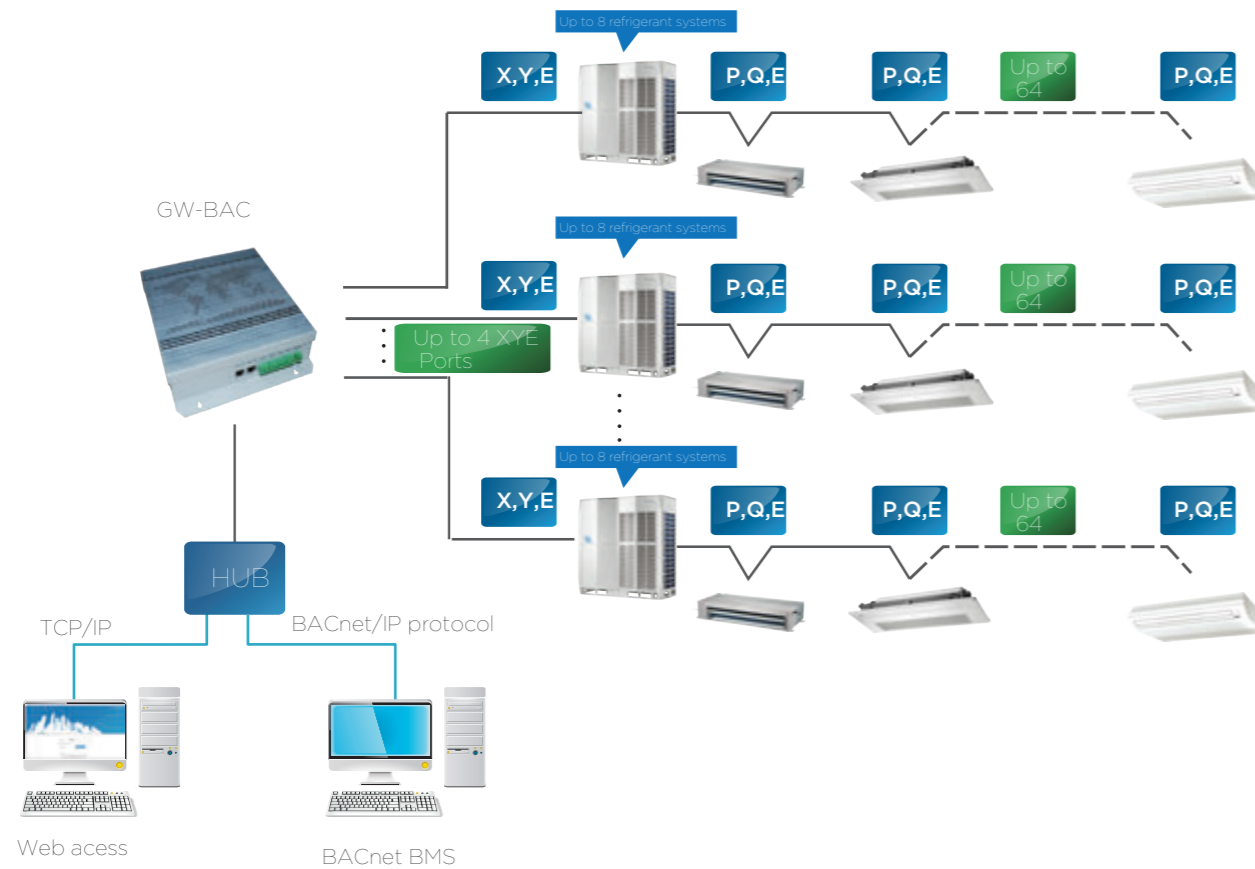 Up to 8 refrigerant systems
X,Y,E
P,Q,E
P,Q,E
Up to
64
P,Q,E
GW-BAC
Up to 8 refrigerant systems
X,Y,E
P,Q,E
P,Q,E
Up to
64
P,Q,E
Up to 4 XYE
Ports
Up to 8 refrigerant systems
X,Y,E
P,Q,E
P,Q,E
Up to
64
P,Q,E
HUB
TCP/IP
BACnet/IP protocol
Web acess
BACnet BMS